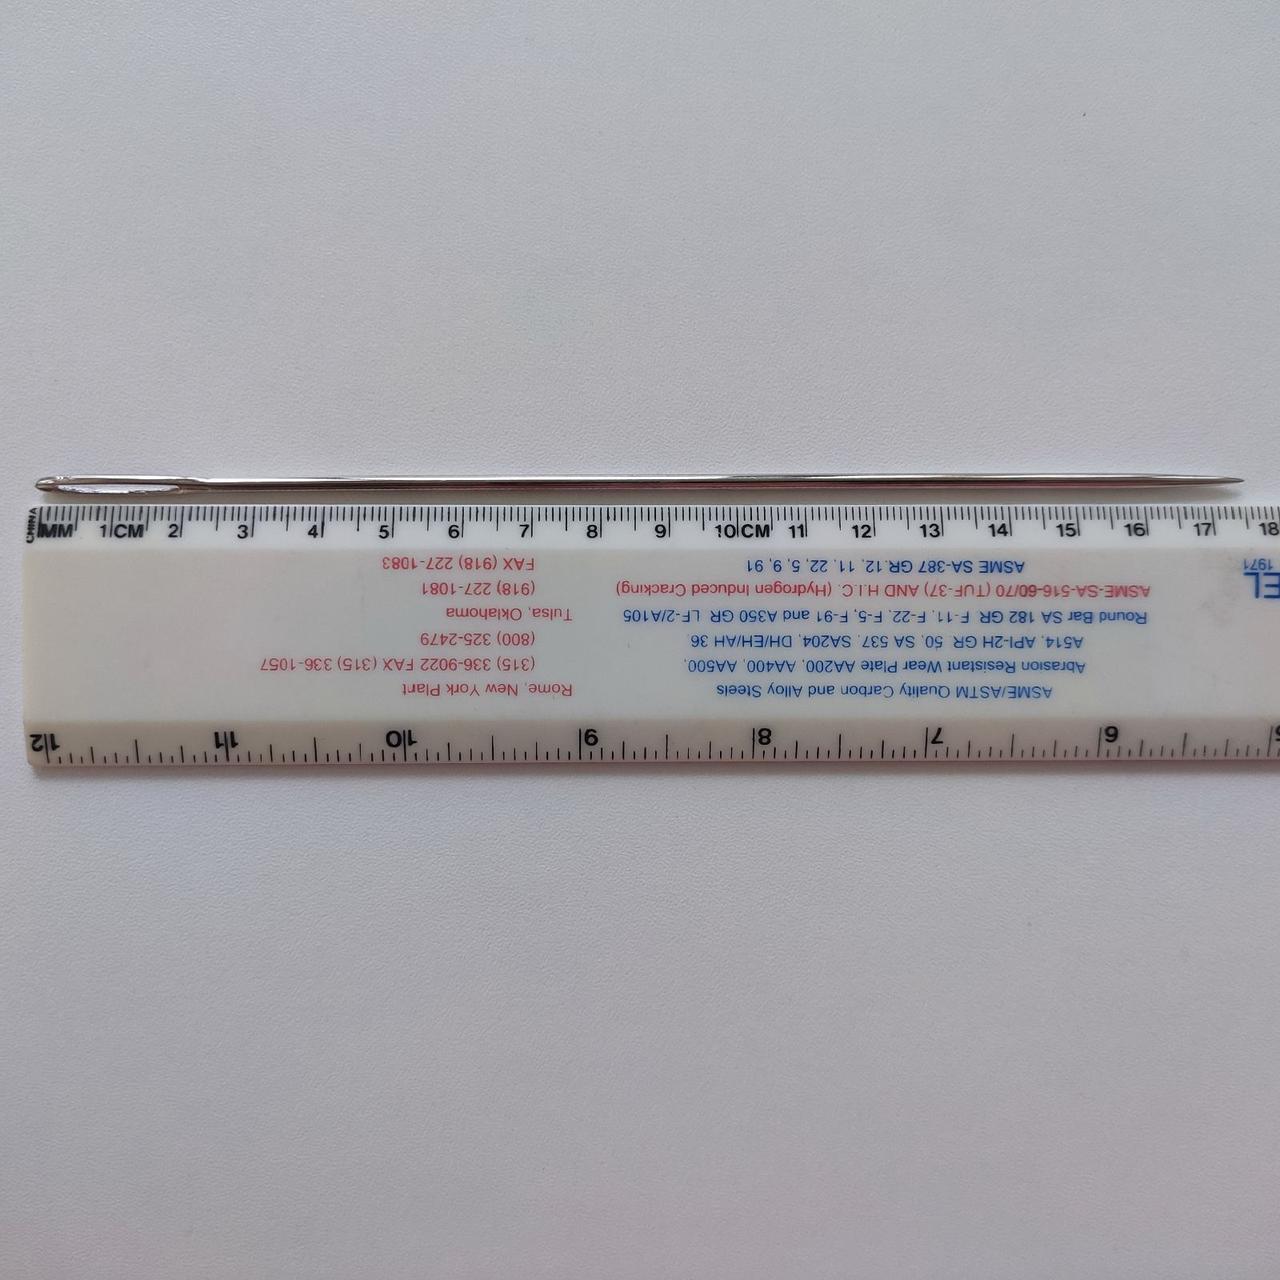 CHINA
MM 1 CM 2 3 4 5 6 7 8 9 10 CM 11 12 13 14 15 16 17 18
12 11 10 9 8 7 6 5
ASME/ASTM Quality Carbon and Alloy Steels
Abrasion Resistant Wear Plate AA200, AA400, AA500,
A514, API-2H GR. 50, SA 537, SA204, DH/EH/AH 36
Round Bar SA 182 GR. F-11, F-22, F-5, F-91 and A350 GR. LF-2/A105
ASME-SA-516-60/70 (TUF-37) AND H.I.C. (Hydrogen Induced Cracking)
ASME SA-387 GR. 12, 11, 22, 5, 9, 91
Rome, New York Plant
(315) 336-9022 FAX (315) 336-1057
(800) 325-2479
Tulsa, Oklahoma
(918) 227-1081
FAX (918) 227-1083
EL
1971